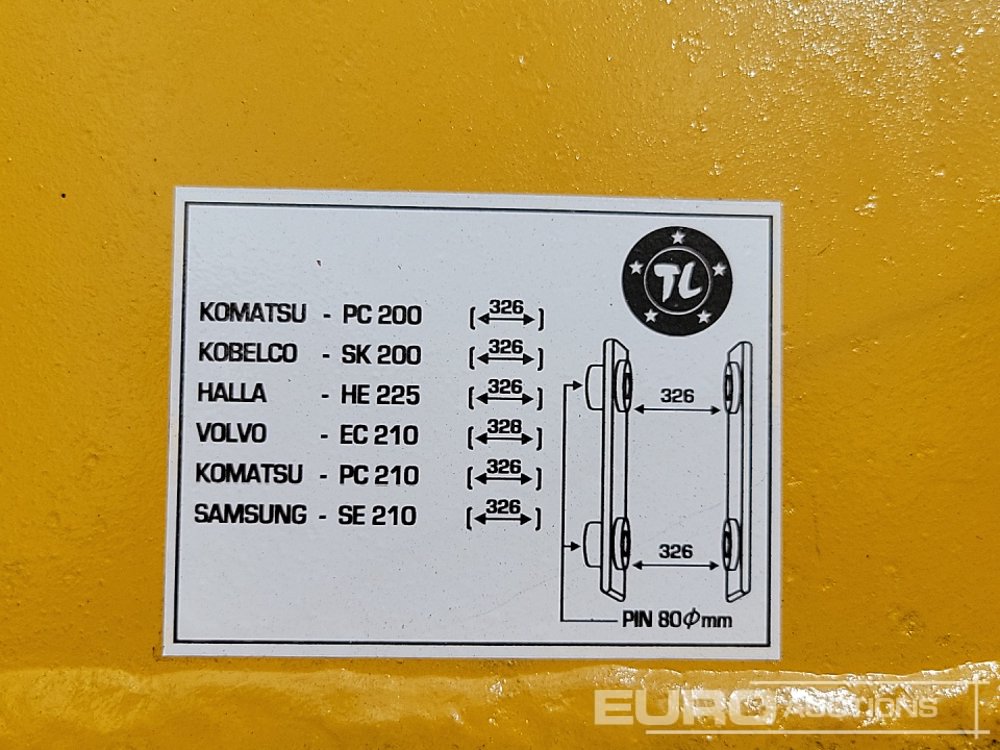 TL
KOMATSU - PC 200 [326]
KOBELCO - SK 200 [326]
HALLA - HE 225 [326]
VOLVO - EC 210 [326]
KOMATSU - PC 210 [326]
SAMSUNG - SE 210 [326]
326
326
PIN 80Φmm
EURO AUCTIONS